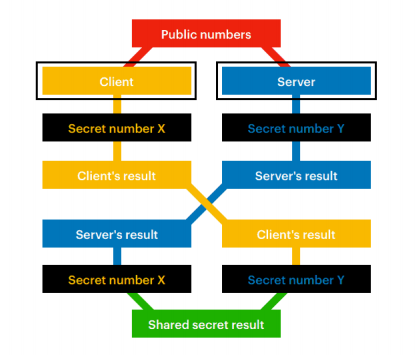 Public numbers
Client
Server
Secret number X
Secret number Y
Client's result
Server's result
Server's result
Client's result
Secret number X
Secret number Y
Shared secret result